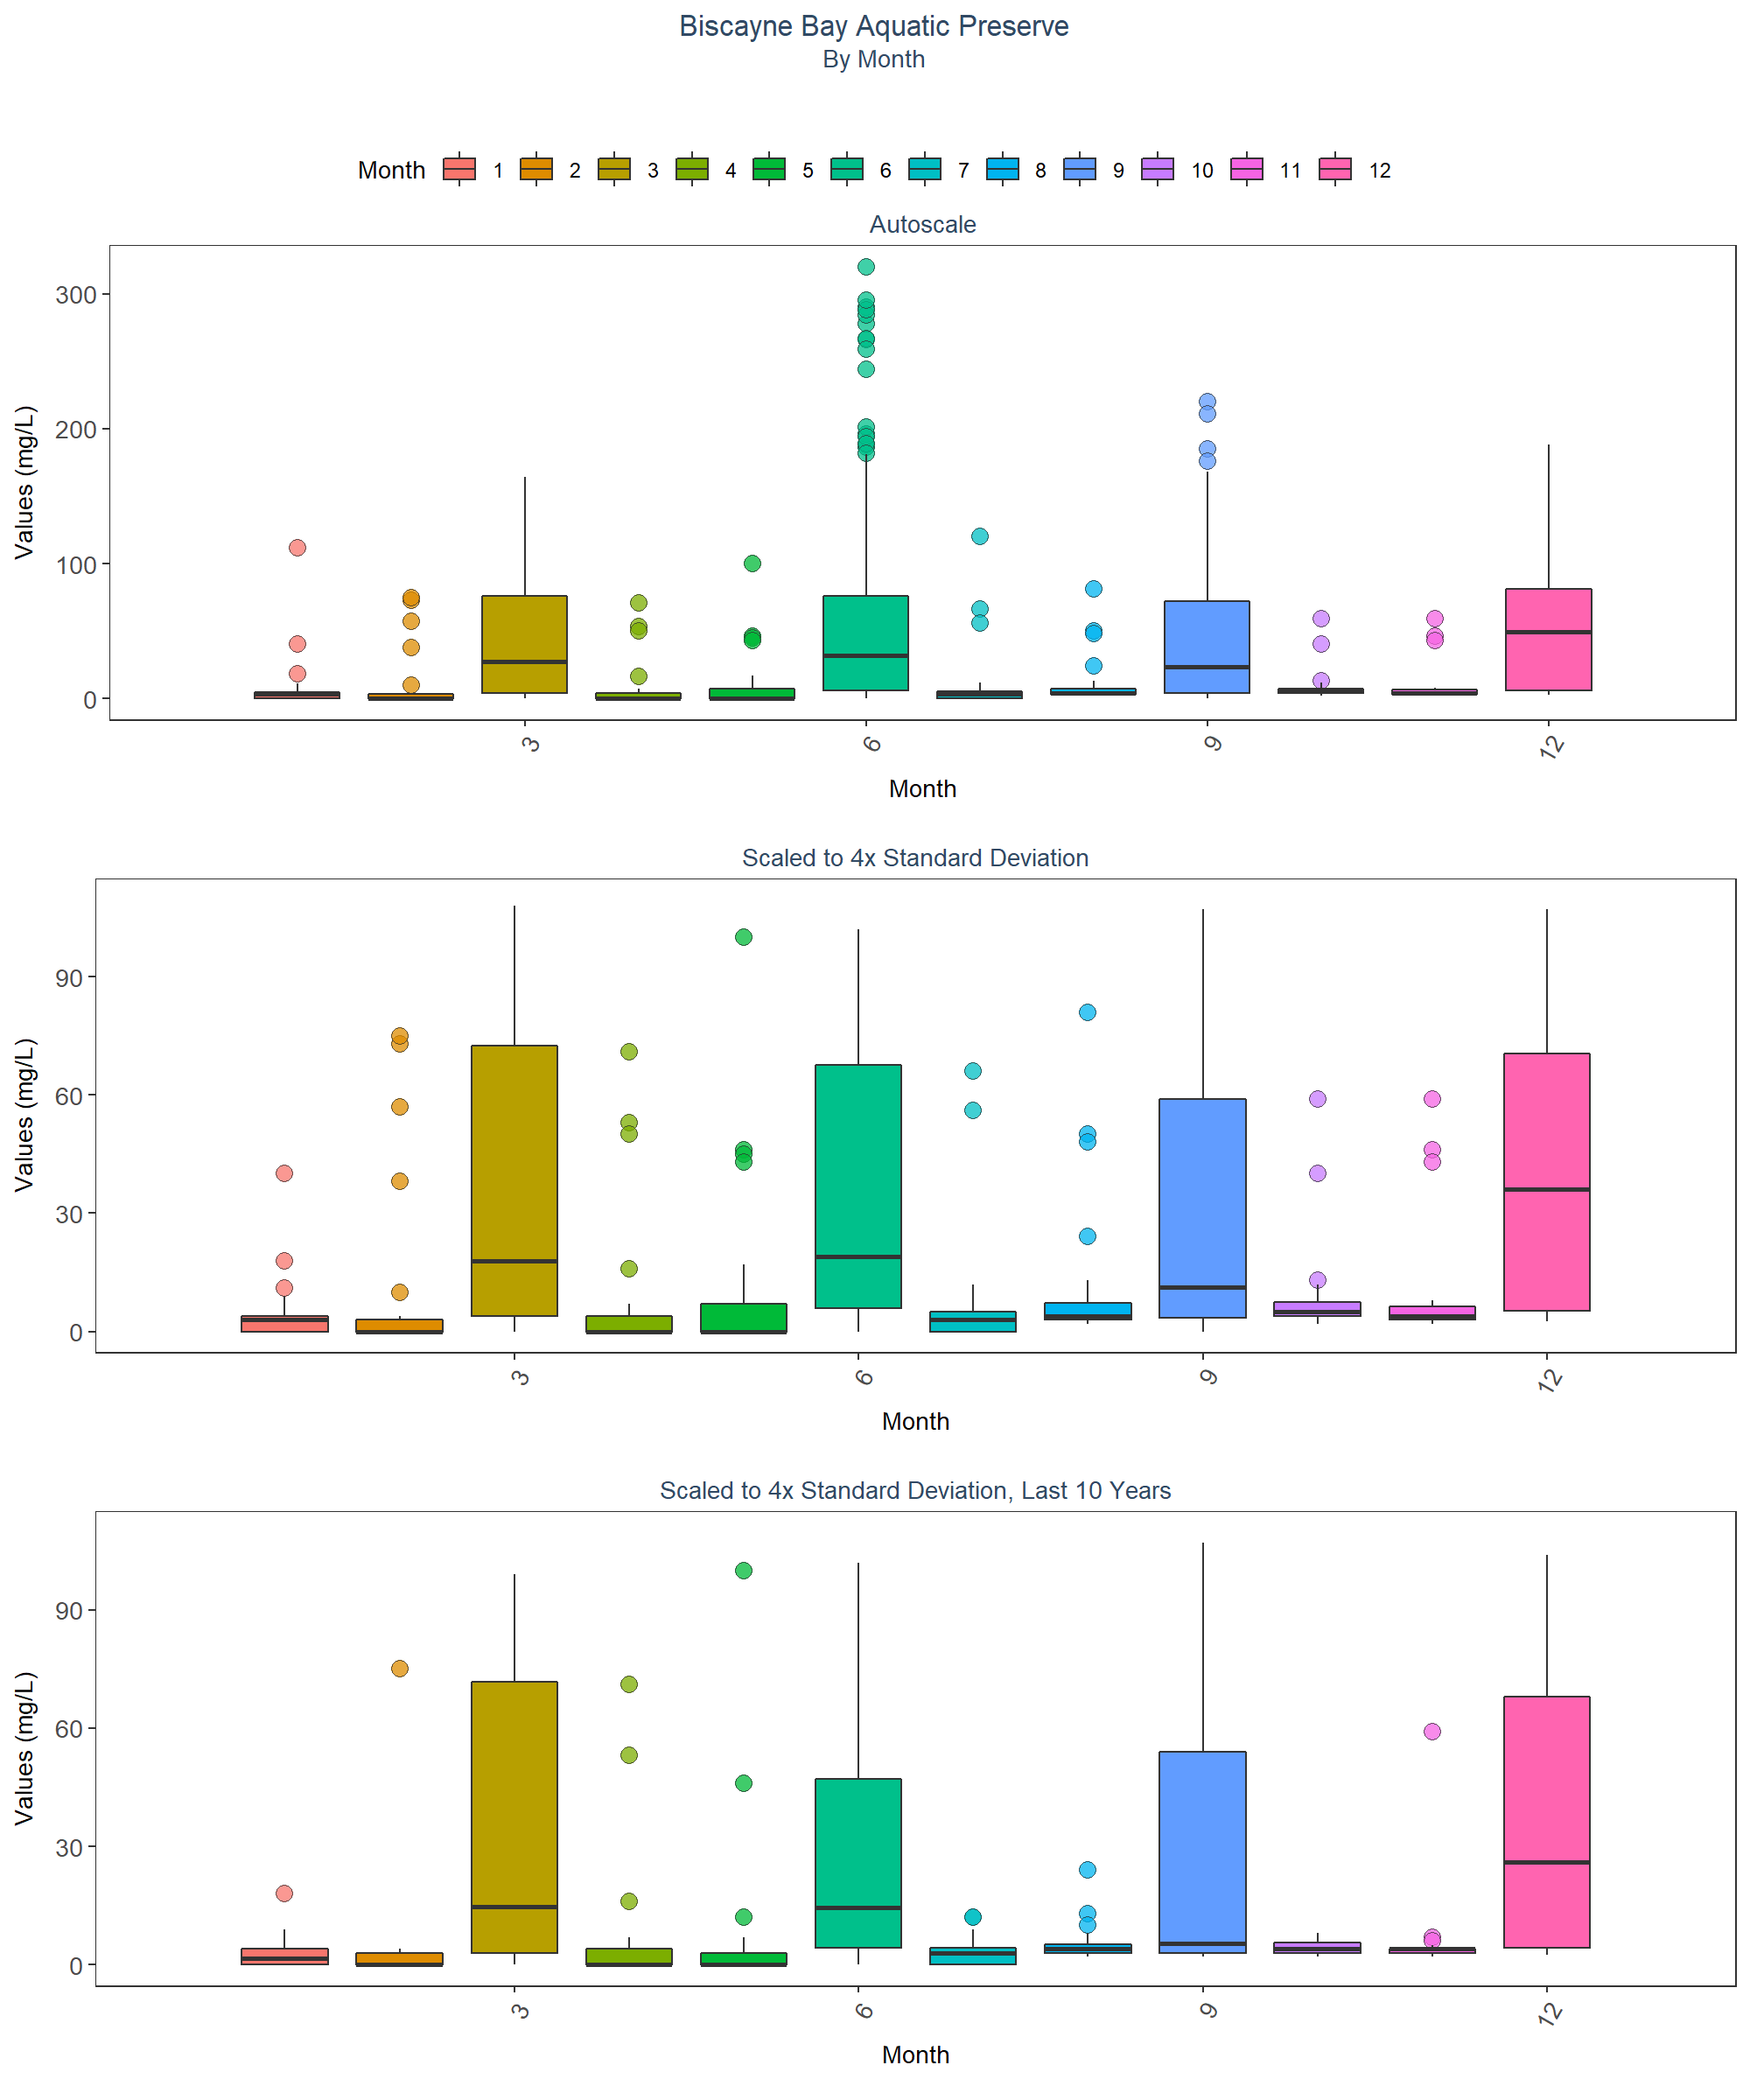 Biscayne Bay Aquatic Preserve
By Month
Month 1 2 3 4 5 6 7 8 9 10 11 12
Autoscale
Values (mg/L)
300
200
100
0
3 6 9 12
Month
Scaled to 4x Standard Deviation
Values (mg/L)
90
60
30
0
3 6 9 12
Month
Scaled to 4x Standard Deviation, Last 10 Years
Values (mg/L)
90
60
30
0
3 6 9 12
Month